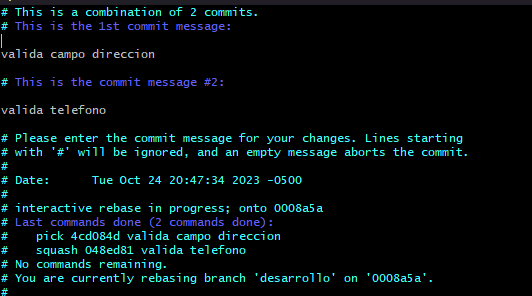 # This is a combination of 2 commits.
# This is the 1st commit message:
valida campo direccion
# This is the commit message #2:
valida telefono
# Please enter the commit message for your changes. Lines starting
# with '#' will be ignored, and an empty message aborts the commit.
#
# Date:      Tue Oct 24 20:47:34 2023 -0500
#
# interactive rebase in progress; onto 0008a5a
# Last commands done (2 commands done):
#    pick 4cd084d valida campo direccion
#    squash 048ed81 valida telefono
# No commands remaining.
# You are currently rebasing branch 'desarrollo' on '0008a5a'.
#